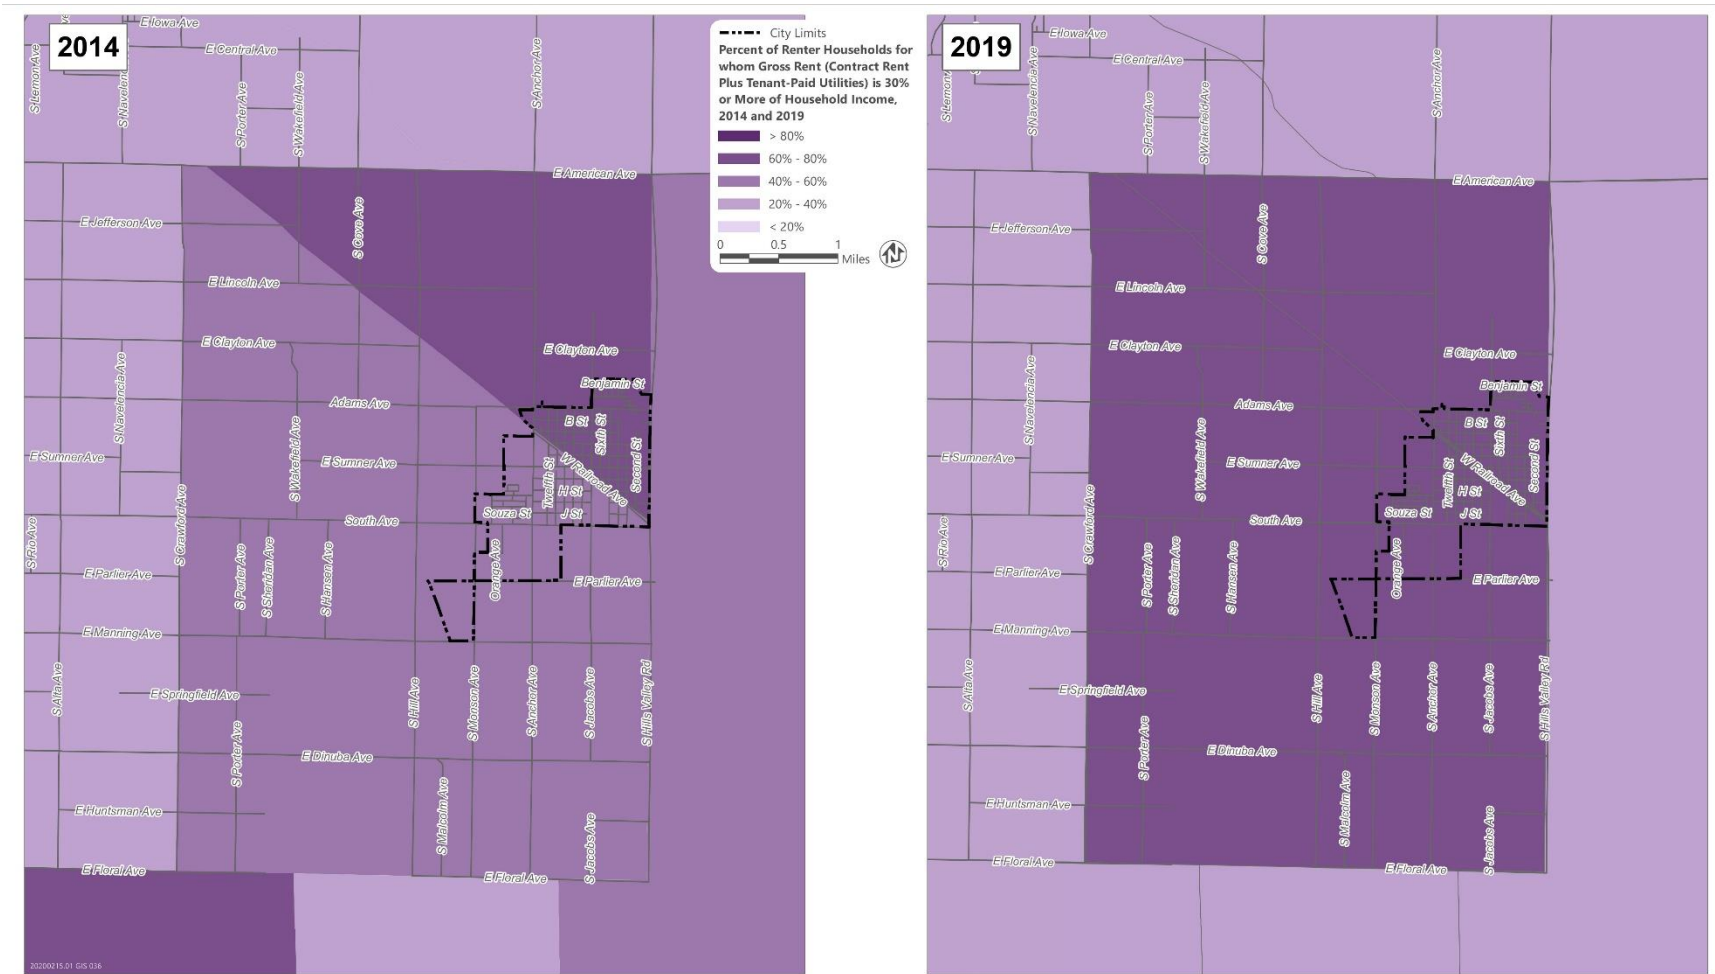 2014
E Iowa Ave
E Central Ave
S Lemon Ave
S Navelencia Ave
S Porter Ave
S Wakefield Ave
S Anchor Ave
E American Ave
E Jefferson Ave
S Cove Ave
E Lincoln Ave
E Clayton Ave
E Clayton Ave
S Navelencia Ave
Benjamin St
Adams Ave
B St
Sixth St
S Wakefield Ave
E Sumner Ave
E Sumner Ave
W Railroad Ave
Second St
Twelfth St
H St
S Crawford Ave
Souza St
J St
South Ave
S Rio Ave
Orange Ave
E Parlier Ave
S Porter Ave
S Sheridan Ave
S Hansen Ave
E Parlier Ave
E Manning Ave
S Alta Ave
E Springfield Ave
S Hill Ave
S Monson Ave
S Anchor Ave
S Jacobs Ave
S Hills Valley Rd
S Porter Ave
E Dinuba Ave
E Huntsman Ave
S Malcolm Ave
S Jacobs Ave
E Floral Ave
E Floral Ave
20200215.01 GIS 036
City Limits
Percent of Renter Households for
whom Gross Rent (Contract Rent
Plus Tenant-Paid Utilities) is 30%
or More of Household Income,
2014 and 2019
> 80%
60% - 80%
40% - 60%
20% - 40%
< 20%
0 0.5 1
Miles
N
2019
E Iowa Ave
E Central Ave
S Lemon Ave
S Navelencia Ave
S Porter Ave
S Wakefield Ave
S Anchor Ave
E American Ave
E Jefferson Ave
S Cove Ave
E Lincoln Ave
E Clayton Ave
E Clayton Ave
S Navelencia Ave
Benjamin St
Adams Ave
B St
Sixth St
S Wakefield Ave
E Sumner Ave
E Sumner Ave
W Railroad Ave
Second St
Twelfth St
H St
S Crawford Ave
Souza St
J St
South Ave
S Rio Ave
Orange Ave
E Parlier Ave
S Porter Ave
S Sheridan Ave
S Hansen Ave
E Parlier Ave
E Manning Ave
S Alta Ave
E Springfield Ave
S Hill Ave
S Monson Ave
S Anchor Ave
S Jacobs Ave
S Hills Valley Rd
S Porter Ave
E Dinuba Ave
E Huntsman Ave
S Malcolm Ave
S Jacobs Ave
E Floral Ave
E Floral Ave